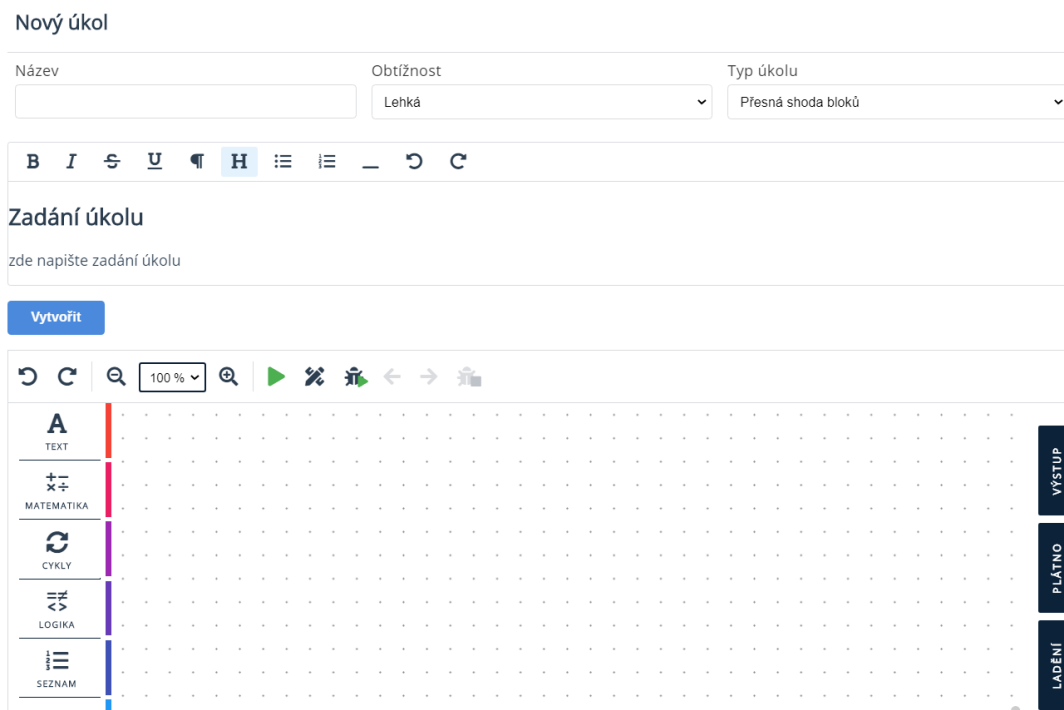 Nový úkol
Název Obtížnost Typ úkolu
Lehká Přesná shoda bloků
B I S U ¶ H
Zadání úkolu
zde napište zadání úkolu
Vytvořit
100 %
TEXT
MATEMATIKA
CYKLY
LOGIKA
SEZNAM
VÝSTUP
PLÁTNO
LADĚNÍ